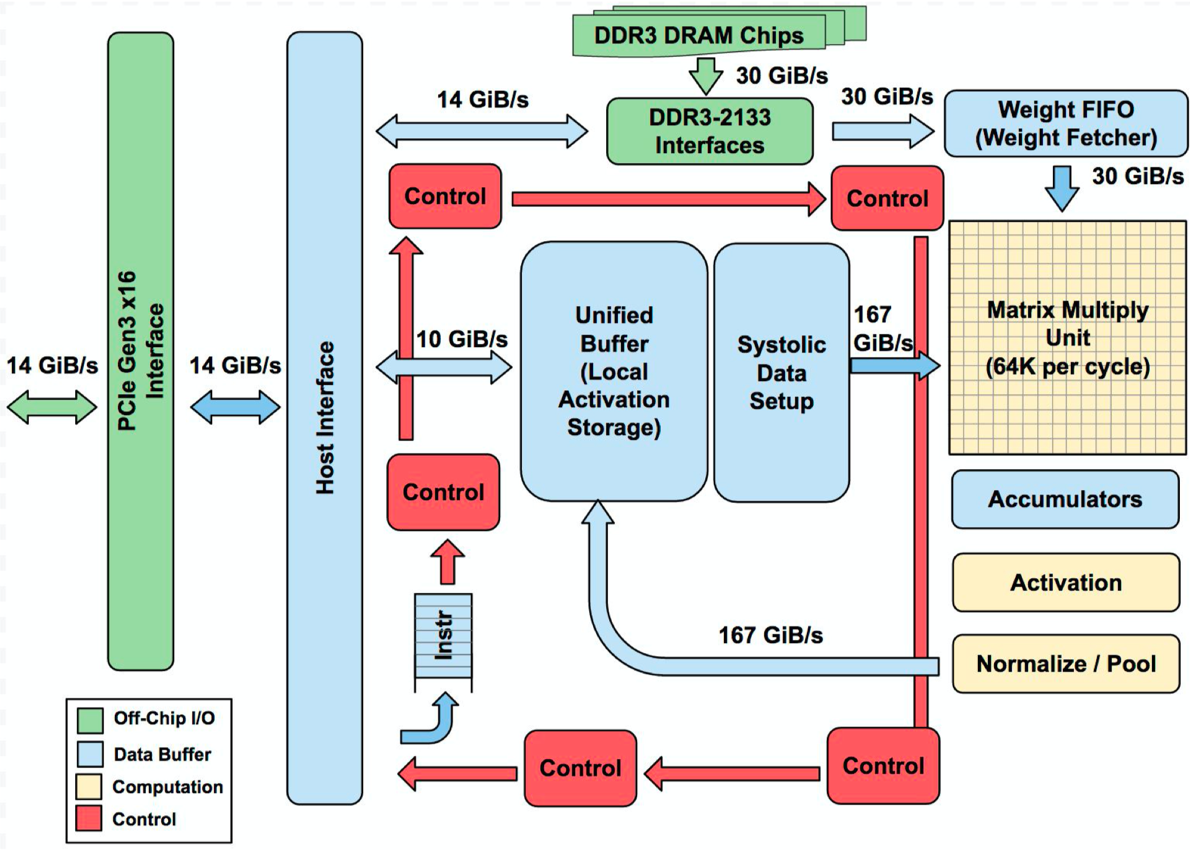 DDR3 DRAM Chips
30 GiB/s
14 GiB/s
DDR3-2133
Interfaces
30 GiB/s
Weight FIFO
(Weight Fetcher)
30 GiB/s
Control
Control
PCIe Gen3 x16
Interface
14 GiB/s
14 GiB/s
Host Interface
10 GiB/s
Unified
Buffer
(Local
Activation
Storage)
Systolic
Data
Setup
167
GiB/s
Matrix Multiply
Unit
(64K per cycle)
Control
Accumulators
Instr
Activation
167 GiB/s
Normalize / Pool
Control
Control
Off-Chip I/O
Data Buffer
Computation
Control